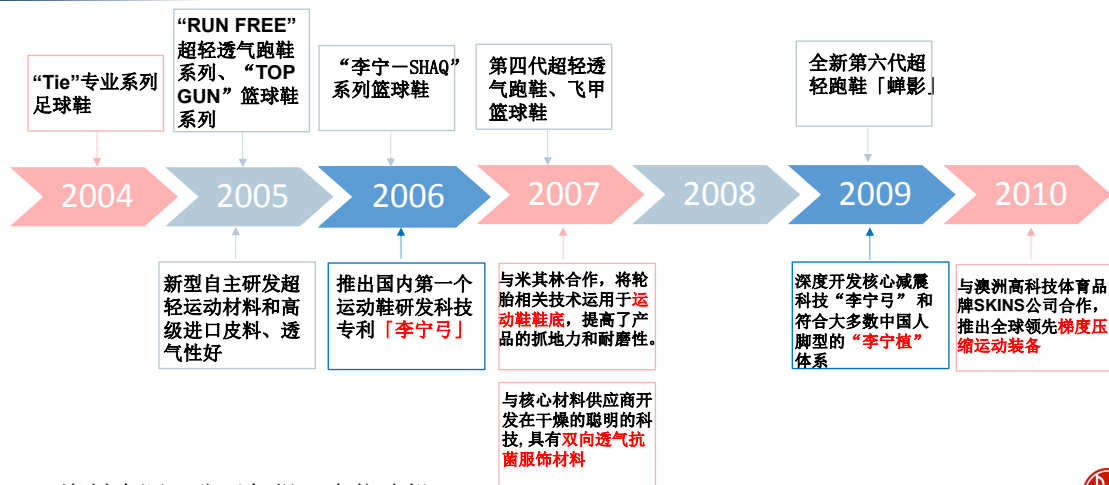 “Tie”专业系列
足球鞋
“RUN FREE”
超轻透气跑鞋
系列、“TOP
GUN”篮球鞋
系列
“李宁－SHAQ”
系列篮球鞋
第四代超轻透
气跑鞋、飞甲
篮球鞋
全新第六代超
轻跑鞋「蝉影」
2004
2005
2006
2007
2008
2009
2010
新型自主研发超
轻运动材料和高
级进口皮料、透
气性好
推出国内第一个
运动鞋研发科技
专利「李宁弓」
与米其林合作，将轮
胎相关技术运用于运
动鞋鞋底，提高了产
品的抓地力和耐磨性。
与核心材料供应商开
发在干燥的聪明的科
技, 具有双向透气抗
菌服饰材料
深度开发核心减震
科技“李宁弓” 和
符合大多数中国人
脚型的“李宁楦”
体系
与澳洲高科技体育品
牌SKINS公司合作，
推出全球领先梯度压
缩运动装备